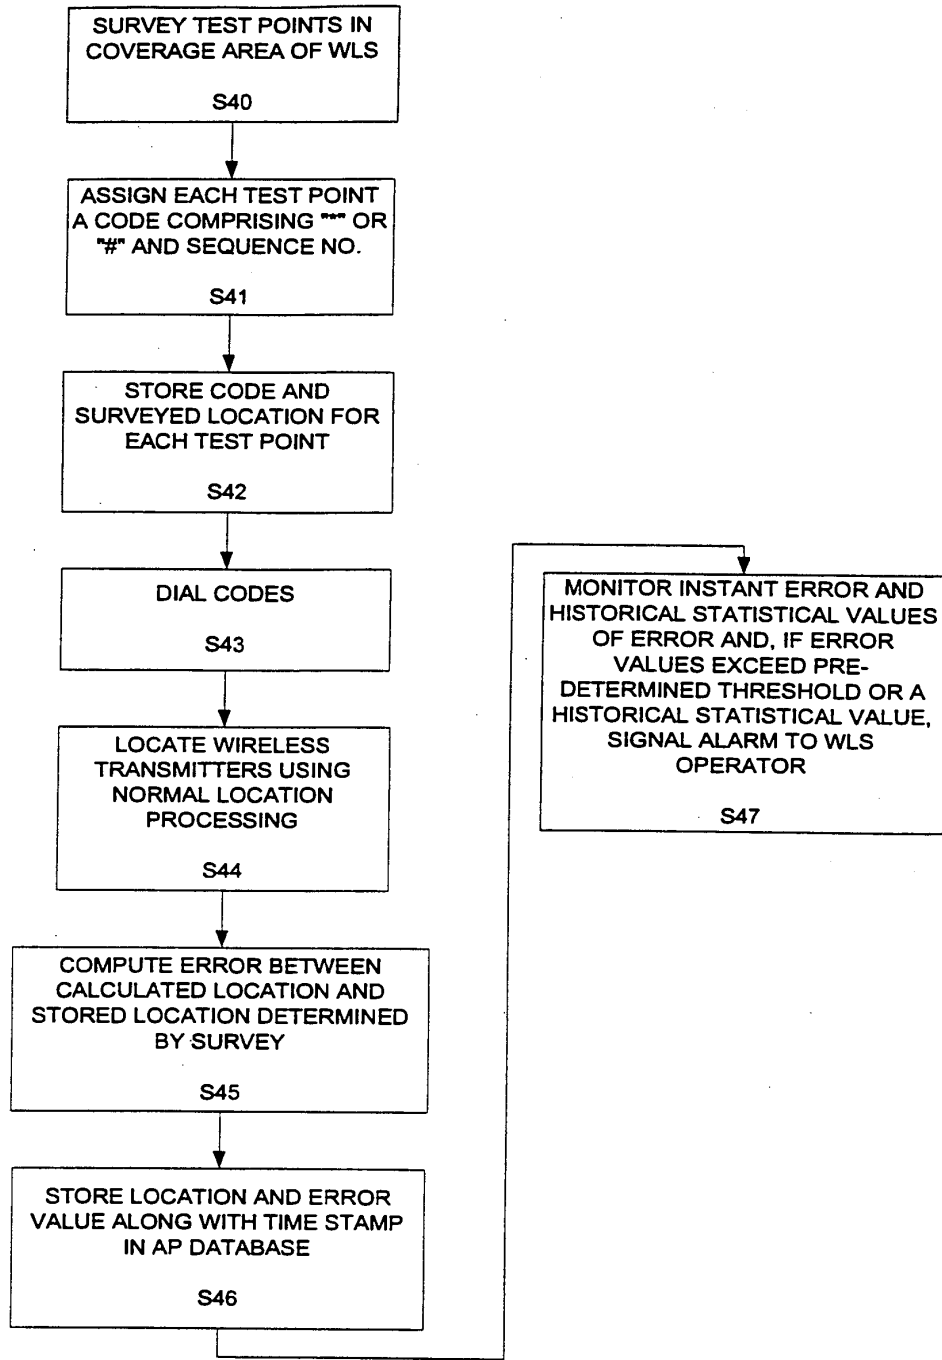 SURVEY TEST POINTS IN
COVERAGE AREA OF WLS
S40
ASSIGN EACH TEST POINT
A CODE COMPRISING "*" OR
"#" AND SEQUENCE NO.
S41
STORE CODE AND
SURVEYED LOCATION FOR
EACH TEST POINT
S42
DIAL CODES
S43
LOCATE WIRELESS
TRANSMITTERS USING
NORMAL LOCATION
PROCESSING
S44
COMPUTE ERROR BETWEEN
CALCULATED LOCATION AND
STORED LOCATION DETERMINED
BY SURVEY
S45
STORE LOCATION AND ERROR
VALUE ALONG WITH TIME STAMP
IN AP DATABASE
S46
MONITOR INSTANT ERROR AND
HISTORICAL STATISTICAL VALUES
OF ERROR AND, IF ERROR
VALUES EXCEED PRE-
DETERMINED THRESHOLD OR A
HISTORICAL STATISTICAL VALUE,
SIGNAL ALARM TO WLS
OPERATOR
S47